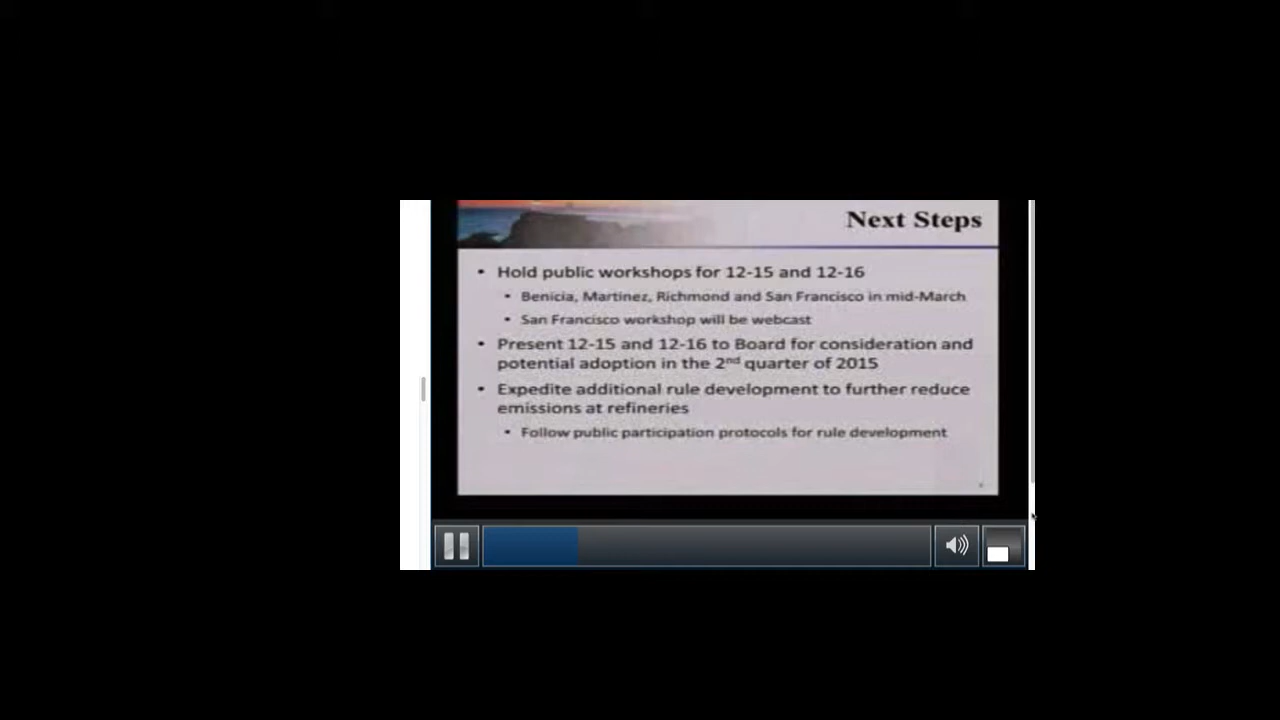 Next Steps
• Hold public workshops for 12-15 and 12-16
• Benicia, Martinez, Richmond and San Francisco in mid-March
• San Francisco workshop will be webcast
• Present 12-15 and 12-16 to Board for consideration and
potential adoption in the 2nd quarter of 2015
• Expedite additional rule development to further reduce
emissions at refineries
• Follow public participation protocols for rule development